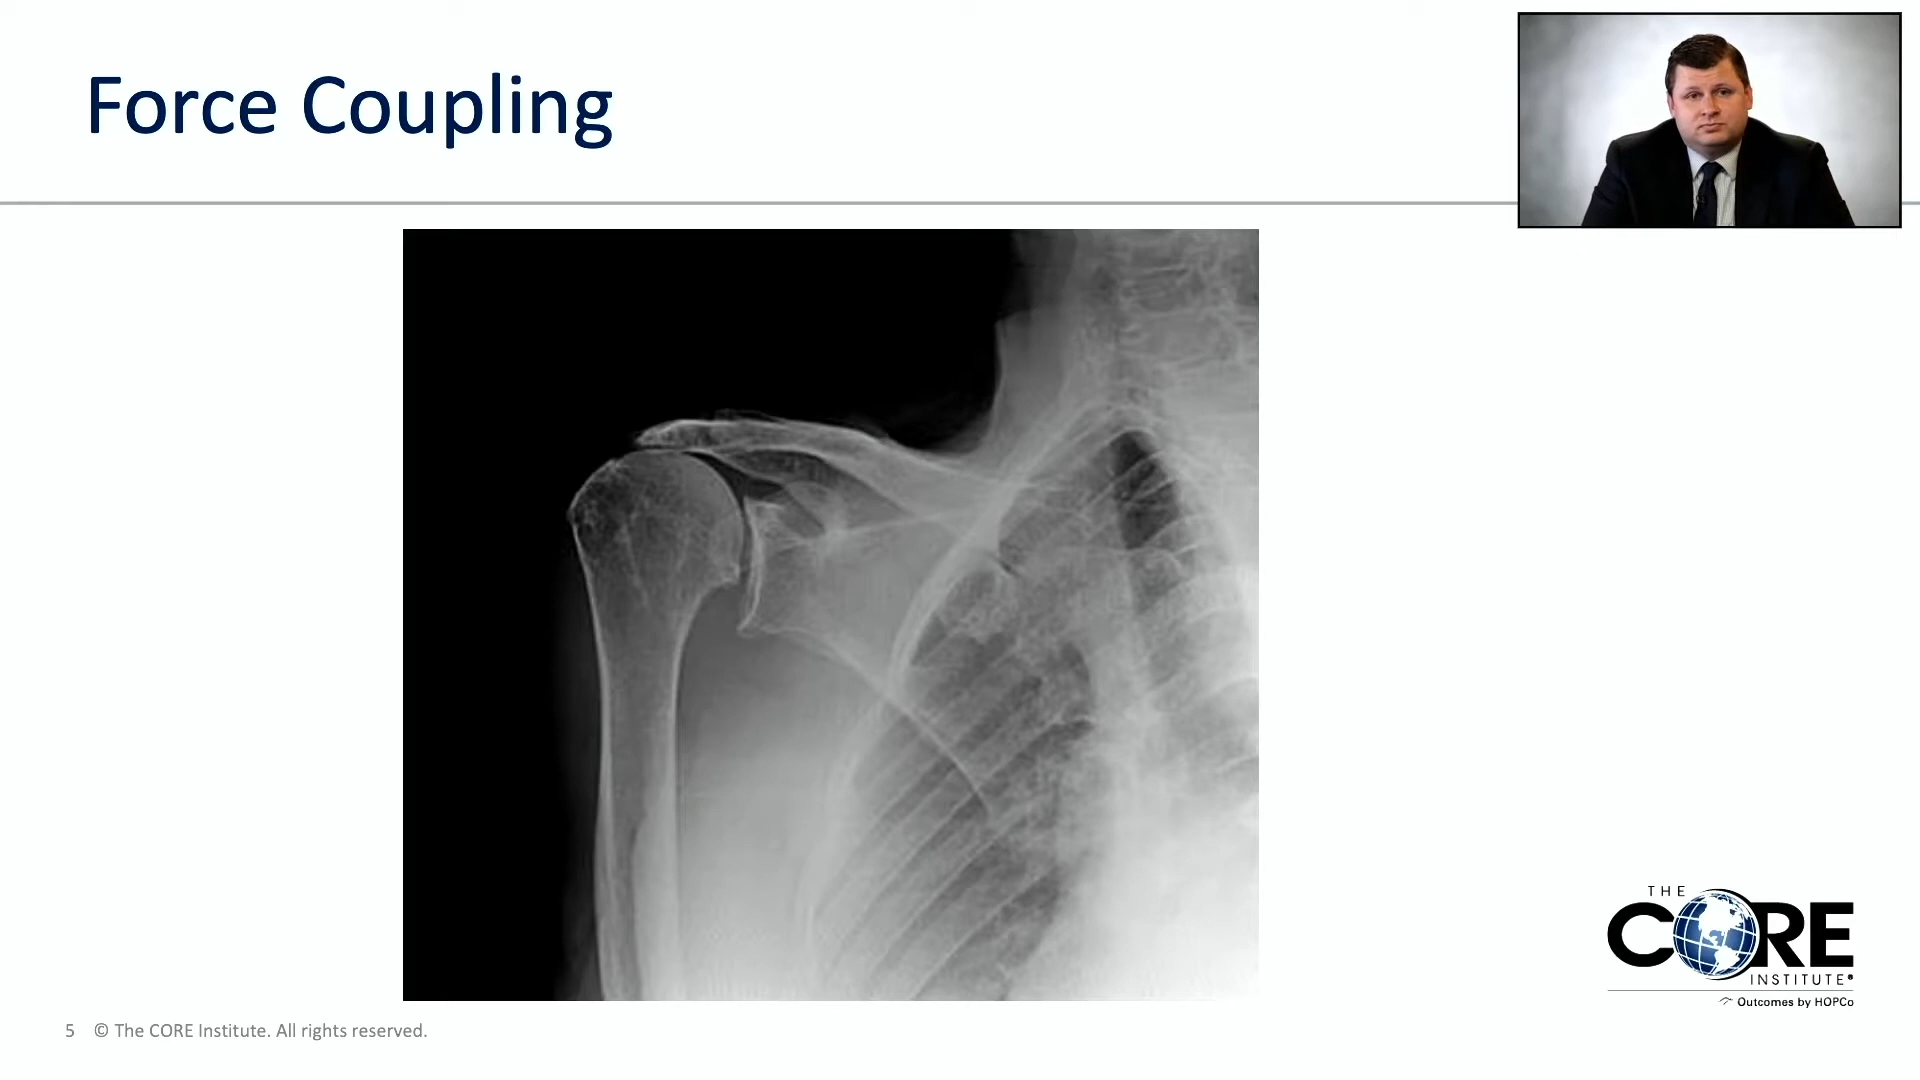 Force Coupling
THE
CORE
INSTITUTE®
Outcomes by HOPCo
5 © The CORE Institute. All rights reserved.